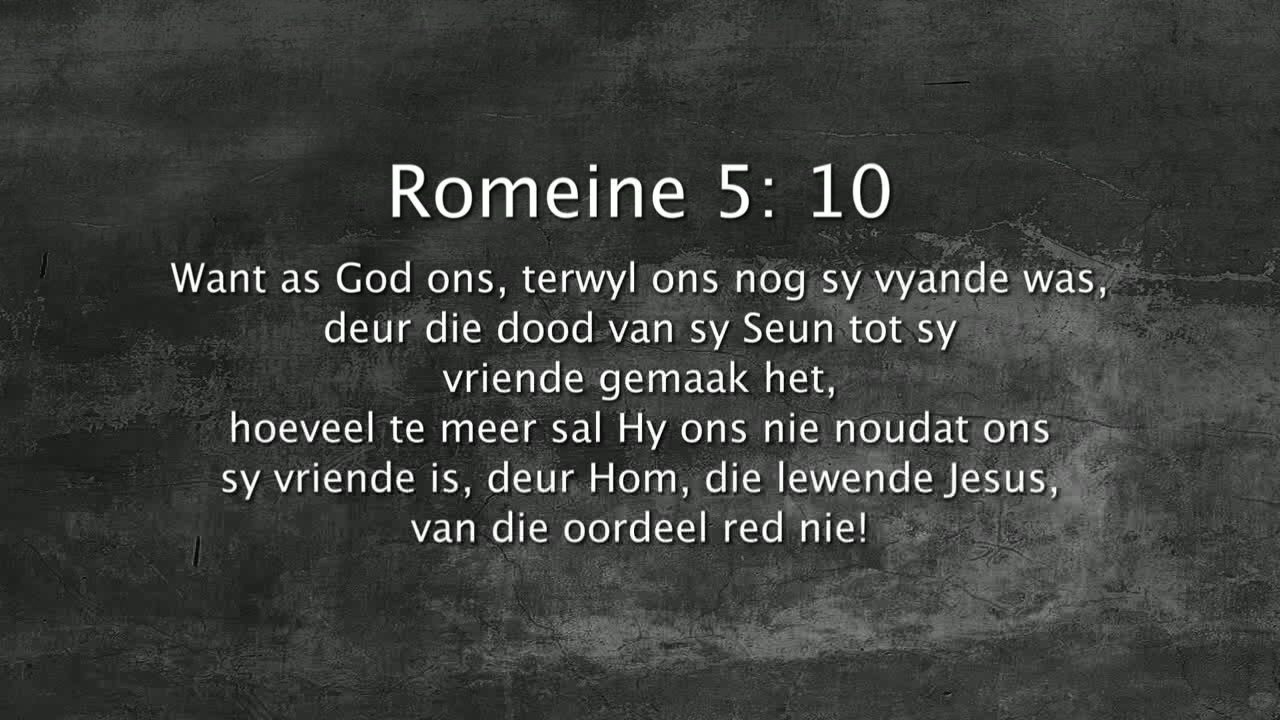 Romeine 5: 10
Want as God ons, terwyl ons nog sy vyande was,
deur die dood van sy Seun tot sy
vriende gemaak het,
hoeveel te meer sal Hy ons nie noudat ons
sy vriende is, deur Hom, die lewende Jesus,
van die oordeel red nie!